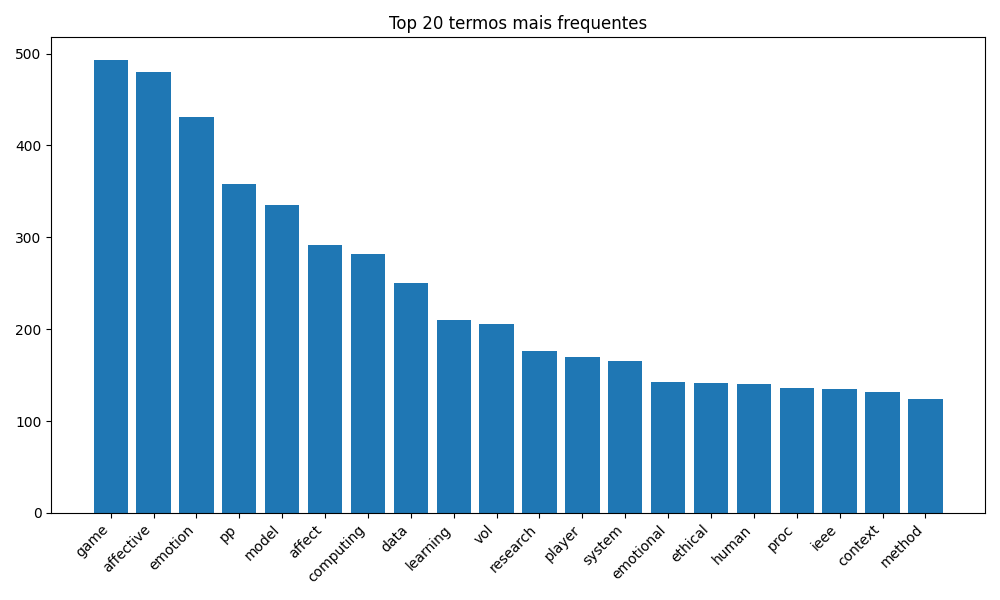 Top 20 termos mais frequentes
500
400
300
200
100
0
game
affective
emotion
pp
model
affect
computing
data
learning
vol
research
player
system
emotional
ethical
human
proc
ieee
context
method